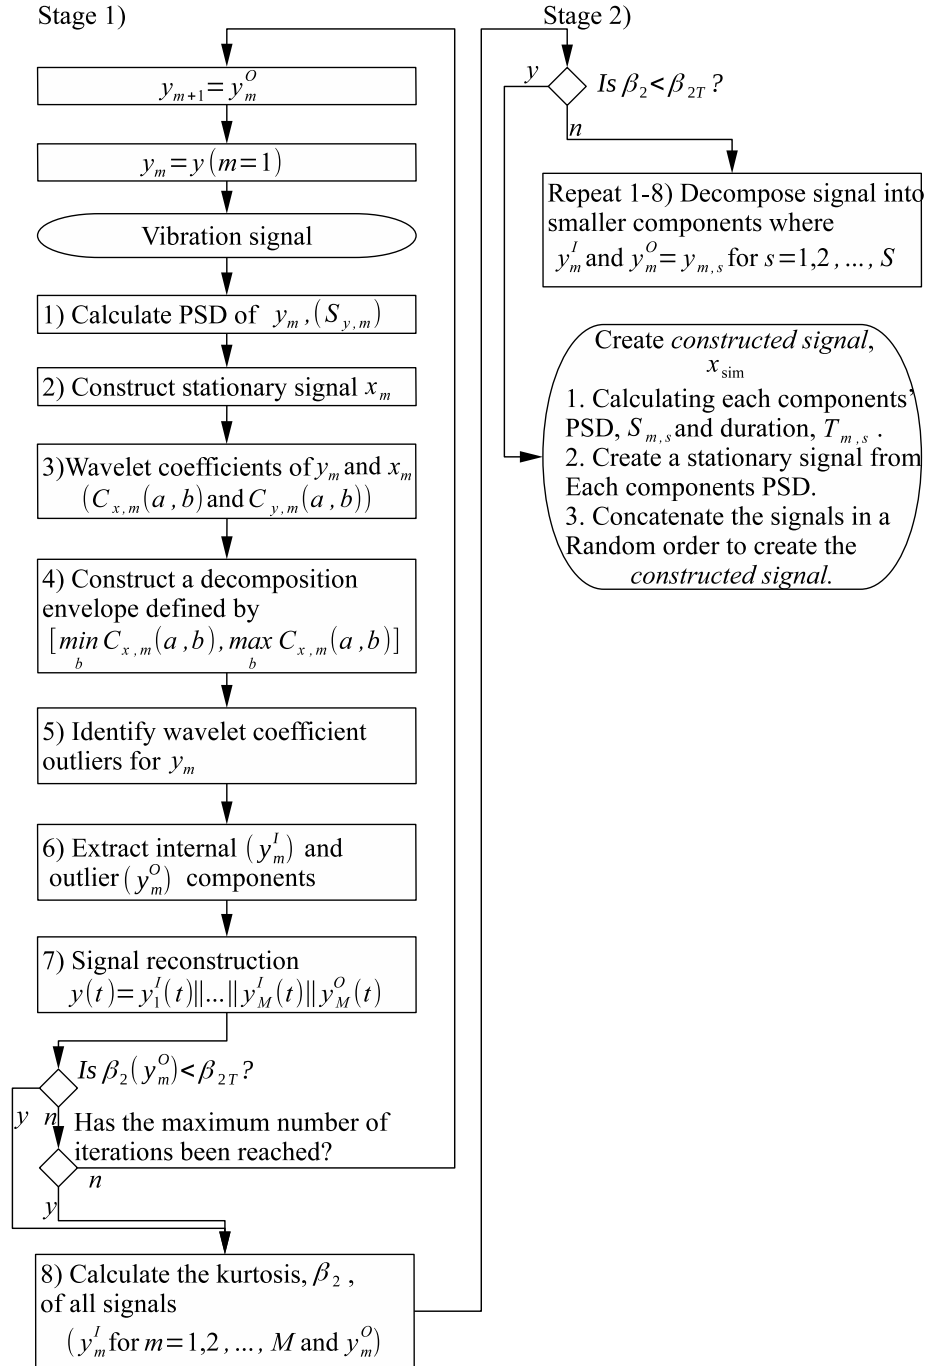 Stage 1)
y_{m+1}=y_m^O
y_m=y(m=1)
Vibration signal
1) Calculate PSD of y_m,(S_{y,m})
2) Construct stationary signal x_m
3)Wavelet coefficients of y_m and x_m
(C_{x,m}(a,b) and C_{y,m}(a,b))
4) Construct a decomposition
envelope defined by
[min_b C_{x,m}(a,b), max_b C_{x,m}(a,b)]
5) Identify wavelet coefficient
outliers for y_m
6) Extract internal (y_m^I) and
outlier (y_m^O) components
7) Signal reconstruction
y(t)=y_1^I(t)||...||y_M^I(t)||y_M^O(t)
Is β_2(y_m^O)<β_{2T}?
y
n
Has the maximum number of
iterations been reached?
n
y
8) Calculate the kurtosis, β_2 ,
of all signals
(y_m^I for m=1,2,..., M and y_m^O)
Stage 2)
y
Is β_2<β_{2T}?
n
Repeat 1-8) Decompose signal into
smaller components where
y_m^I and y_m^O=y_{m,s} for s=1,2,..., S
Create constructed signal,
x_sim
1. Calculating each components'
PSD, S_{m,s} and duration, T_{m,s} .
2. Create a stationary signal from
Each components PSD.
3. Concatenate the signals in a
Random order to create the
constructed signal.